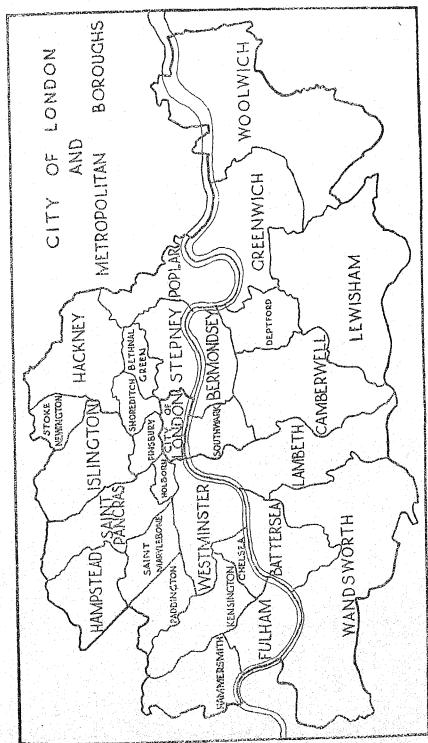 CITY OF LONDON
AND
METROPOLITAN BOROUGHS
HAMPSTEAD
SAINT
PANCRAS
ISLINGTON
STOKE
NEWINGTON
HACKNEY
SAINT
MARYLEBONE
PADDINGTON
HOLBORN
FINSBURY
SHOREDITCH
BETHNAL
GREEN
CITY OF
LONDON
STEPNEY
POPLAR
WESTMINSTER
HAMMERSMITH
KENSINGTON
CHELSEA
FULHAM
BATTERSEA
WANDSWORTH
LAMBETH
SOUTHWARK
BERMONDSEY
CAMBERWELL
DEPTFORD
LEWISHAM
GREENWICH
WOOLWICH